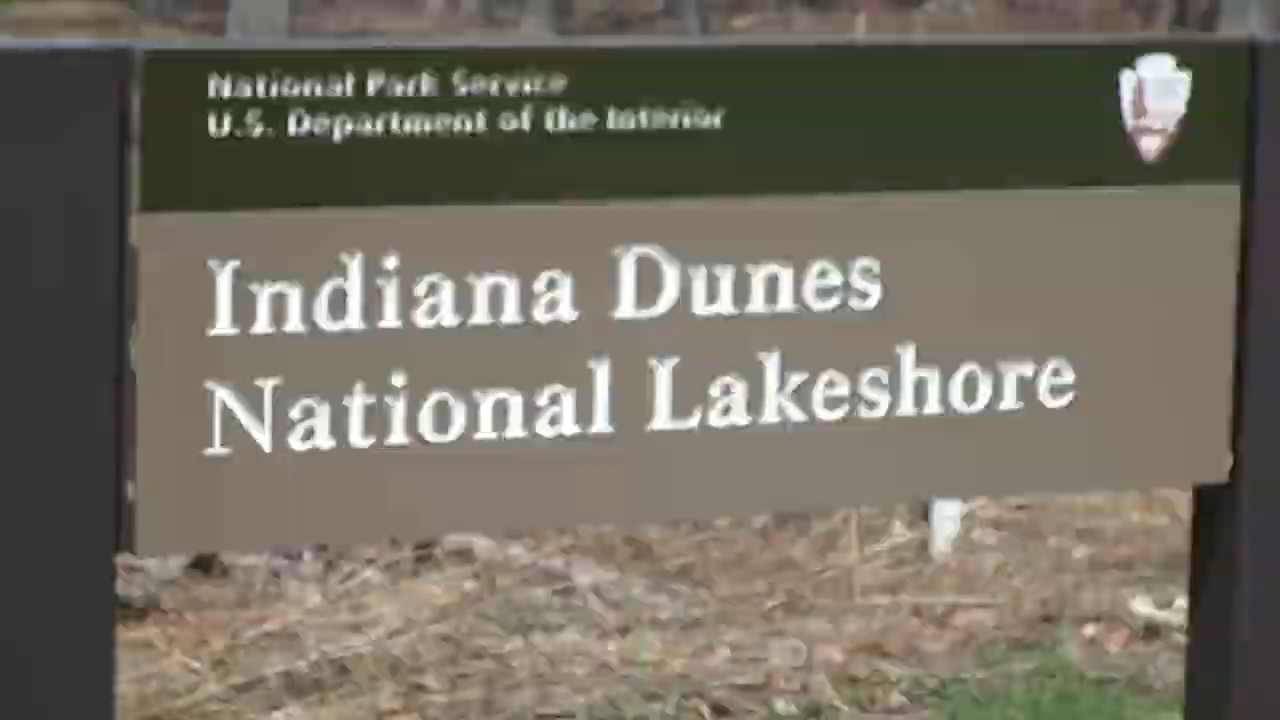 National Park Service
U.S. Department of the Interior
Indiana Dunes
National Lakeshore